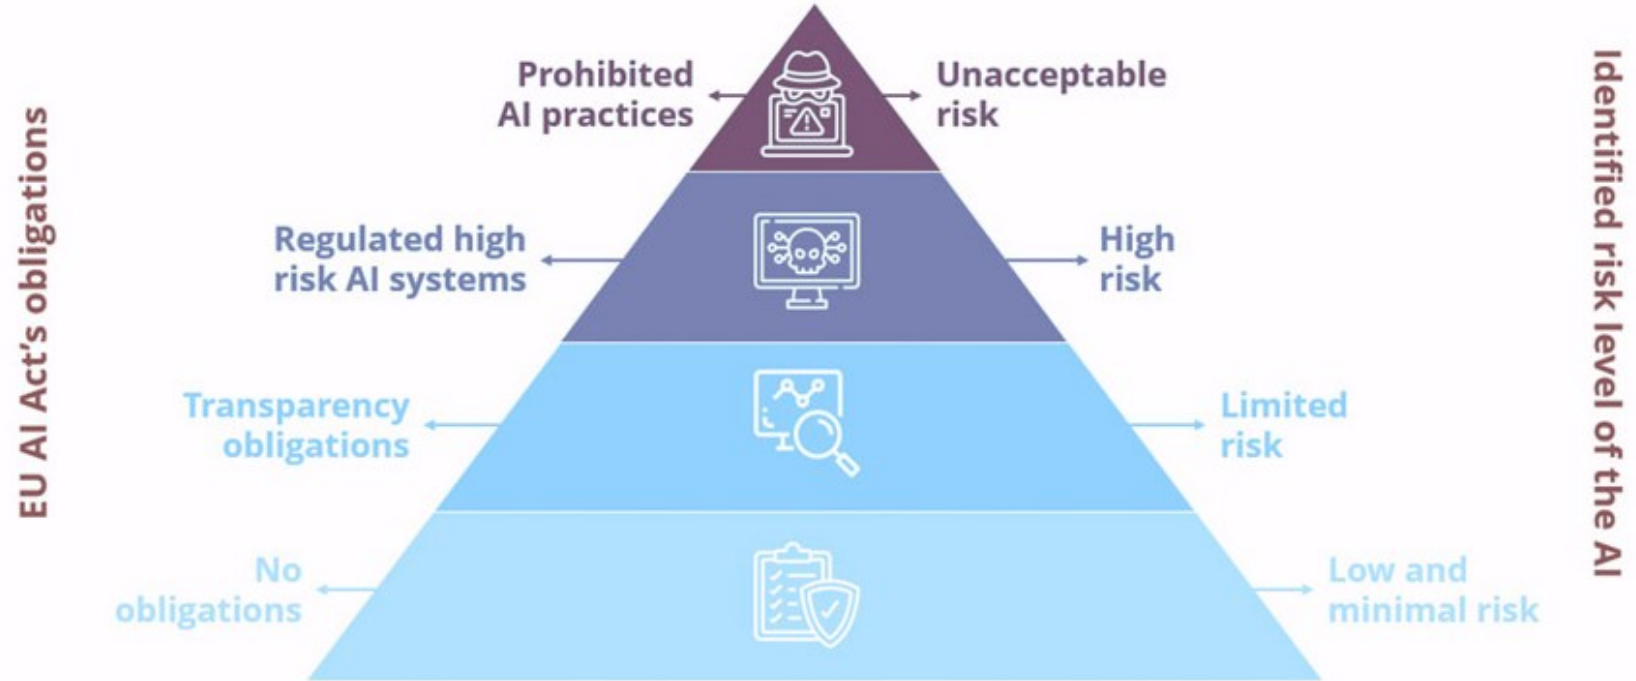 EU AI Act's obligations
Prohibited
AI practices
Unacceptable
risk
Regulated high
risk AI systems
High
risk
Transparency
obligations
Limited
risk
No
obligations
Low and
minimal risk
Identified risk level of the AI